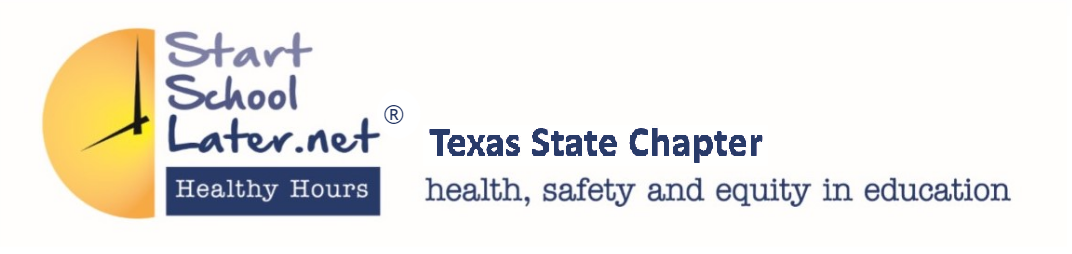 Start
School
Later.net®
Healthy Hours
Texas State Chapter
health, safety and equity in education